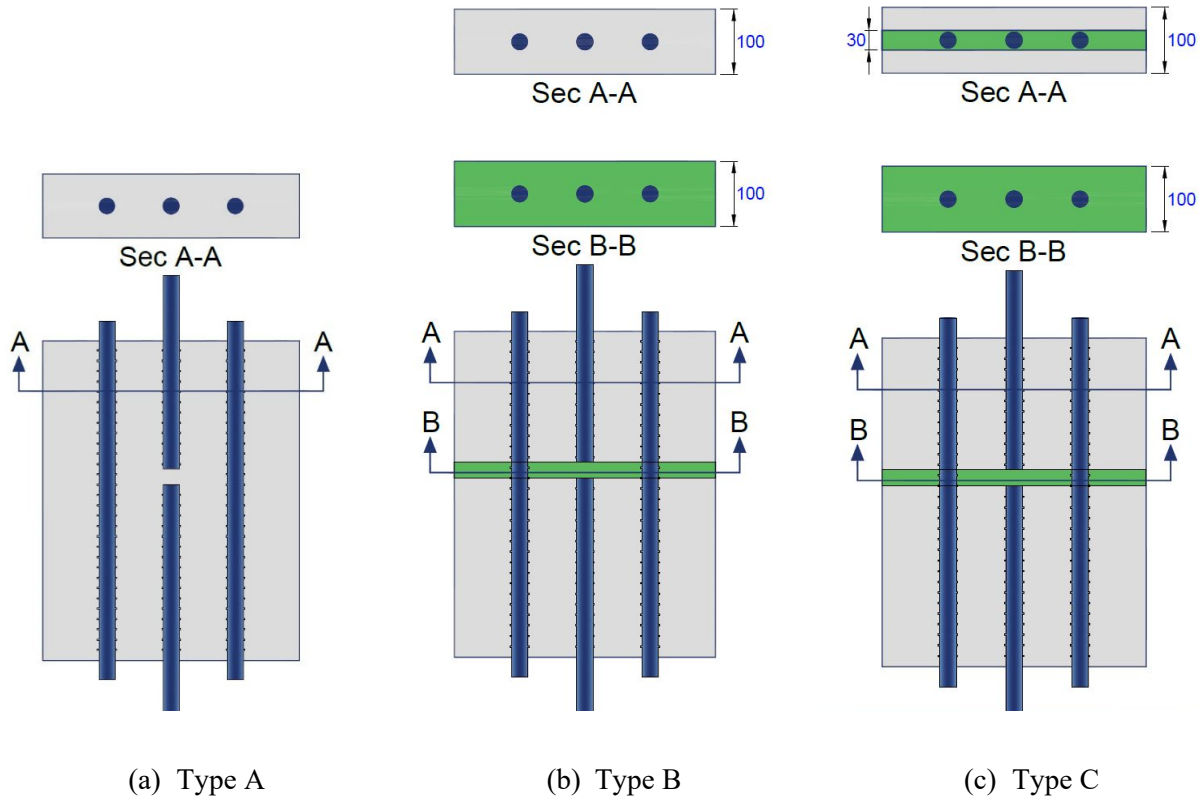 100
Sec A-A
30
100
Sec A-A
Sec A-A
100
Sec B-B
100
Sec B-B
A A
A A
B B
A A
B B
(a) Type A
(b) Type B
(c) Type C